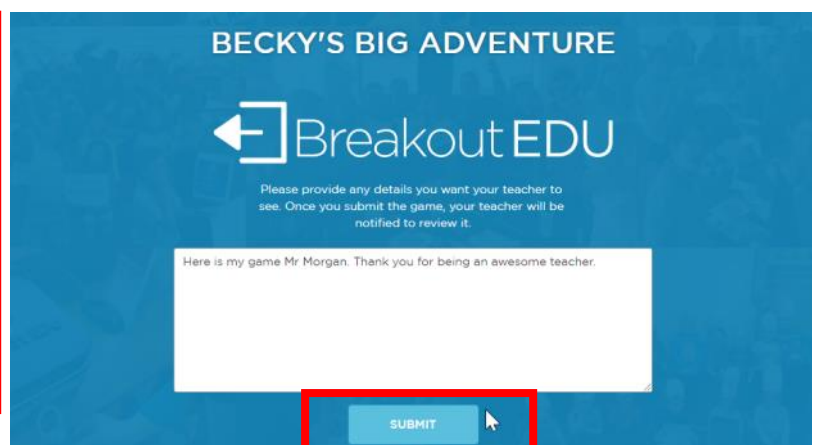 BECKY'S BIG ADVENTURE
Breakout EDU
Please provide any details you want your teacher to
see. Once you submit the game, your teacher will be
notified to review it.
Here is my game Mr Morgan. Thank you for being an awesome teacher.
SUBMIT